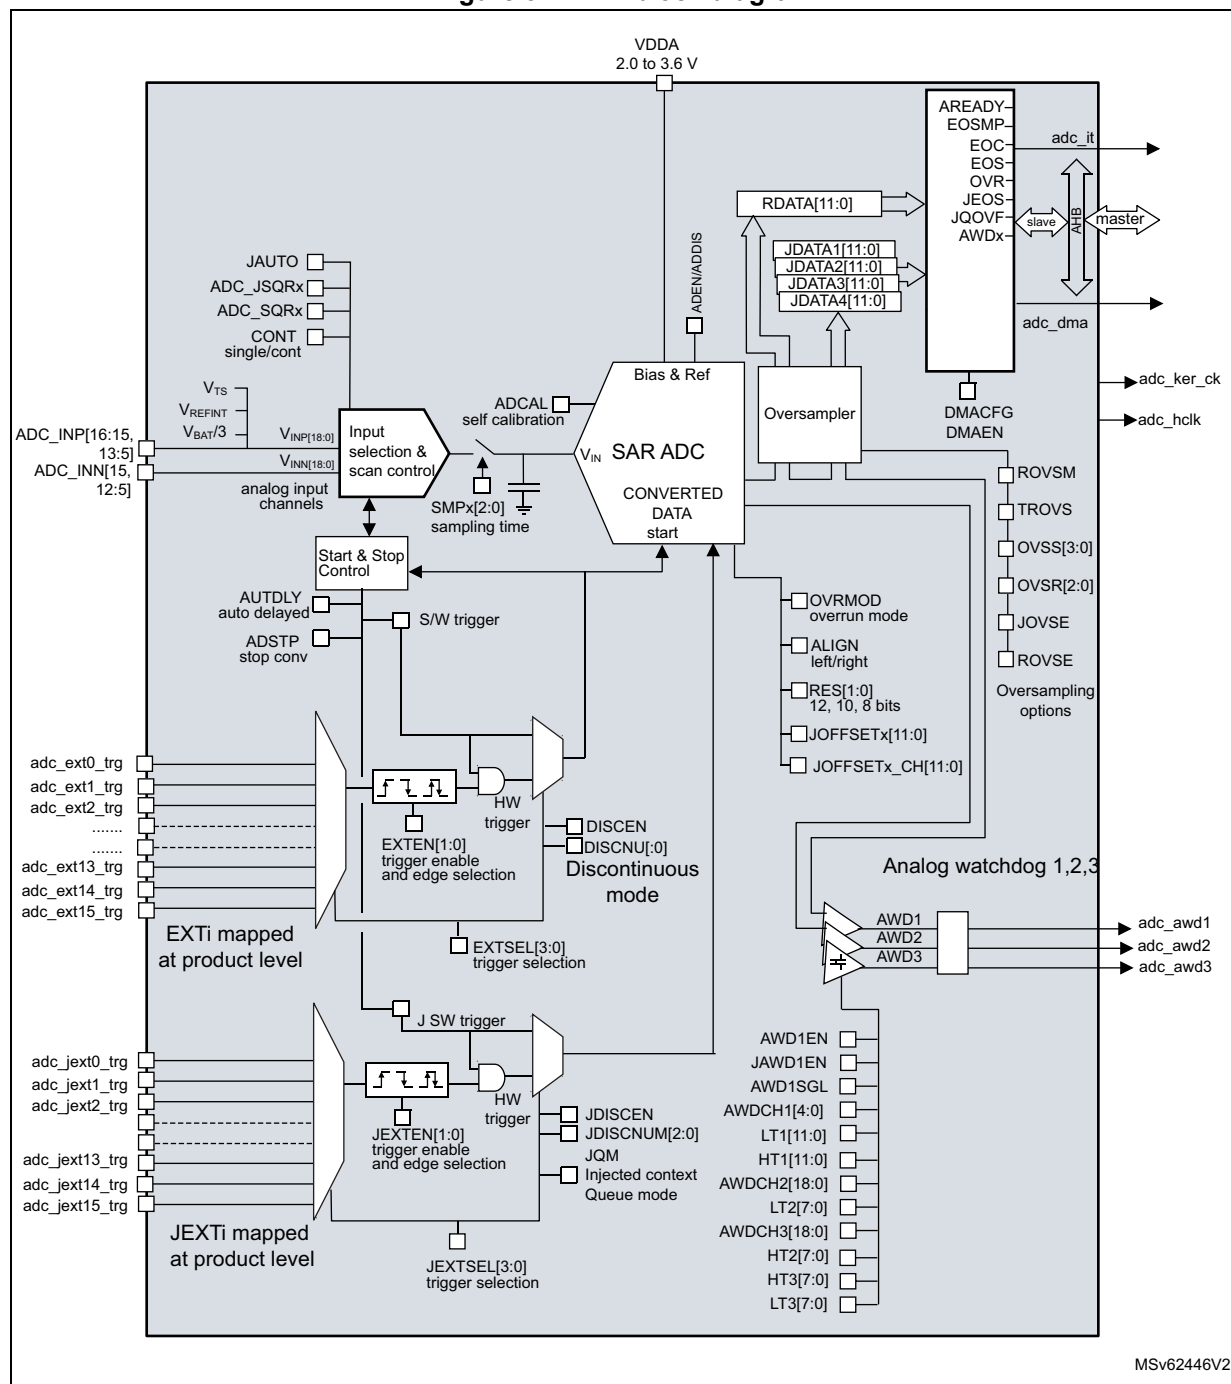 VDDA
2.0 to 3.6 V
AREADY
EOSMP
EOC
EOS
OVR
JEOS
JQOVF
AWDx
adc_it
slave
AHB
master
adc_dma
DMACFG
DMAEN
adc_ker_ck
adc_hclk
RDATA[11:0]
JDATA1[11:0]
JDATA2[11:0]
JDATA3[11:0]
JDATA4[11:0]
ADEN/ADDIS
JAUTO
ADC_JSQRx
ADC_SQRx
CONT
single/cont
Bias & Ref
Oversampler
ADCAL
self calibration
VTS
VREFINT
VBAT/3
ADC_INP[16:15,
13:5]
ADC_INN[15,
12:5]
VINP[18:0]
VINN[18:0]
analog input
channels
Input
selection &
scan control
VIN
SAR ADC
CONVERTED
DATA
start
SMPx[2:0]
sampling time
ROVSM
TROVS
OVSS[3:0]
OVSR[2:0]
JOVSE
ROVSE
Oversampling
options
Start & Stop
Control
AUTDLY
auto delayed
ADSTP
stop conv
S/W trigger
OVRMOD
overrun mode
ALIGN
left/right
RES[1:0]
12, 10, 8 bits
JOFFSETx[11:0]
JOFFSETx_CH[11:0]
adc_ext0_trg
adc_ext1_trg
adc_ext2_trg
.......
.......
adc_ext13_trg
adc_ext14_trg
adc_ext15_trg
HW
trigger
EXTEN[1:0]
trigger enable
and edge selection
DISCEN
DISCNU[:0]
Discontinuous
mode
EXTi mapped
at product level
EXTSEL[3:0]
trigger selection
Analog watchdog 1,2,3
AWD1
AWD2
AWD3
adc_awd1
adc_awd2
adc_awd3
J SW trigger
adc_jext0_trg
adc_jext1_trg
adc_jext2_trg
adc_jext13_trg
adc_jext14_trg
adc_jext15_trg
HW
trigger
JEXTEN[1:0]
trigger enable
and edge selection
JDISCEN
JDISCNUM[2:0]
JQM
Injected context
Queue mode
JEXTi mapped
at product level
JEXTSEL[3:0]
trigger selection
AWD1EN
JAWD1EN
AWD1SGL
AWDCH1[4:0]
LT1[11:0]
HT1[11:0]
AWDCH2[18:0]
LT2[7:0]
AWDCH3[18:0]
HT2[7:0]
HT3[7:0]
LT3[7:0]
MSv62446V2